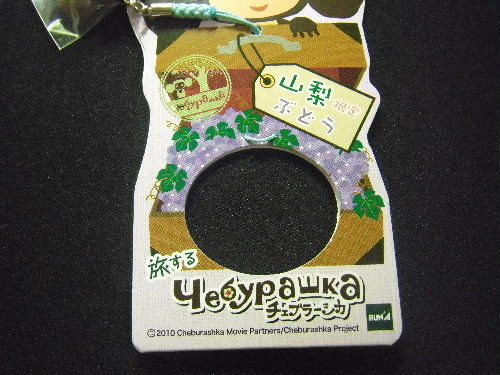 山梨 限定
ぶどう
旅する
Чебурашка
チェブラーシカ
RUN'A
©2010 Cheburashka Movie Partners/Cheburashka Project